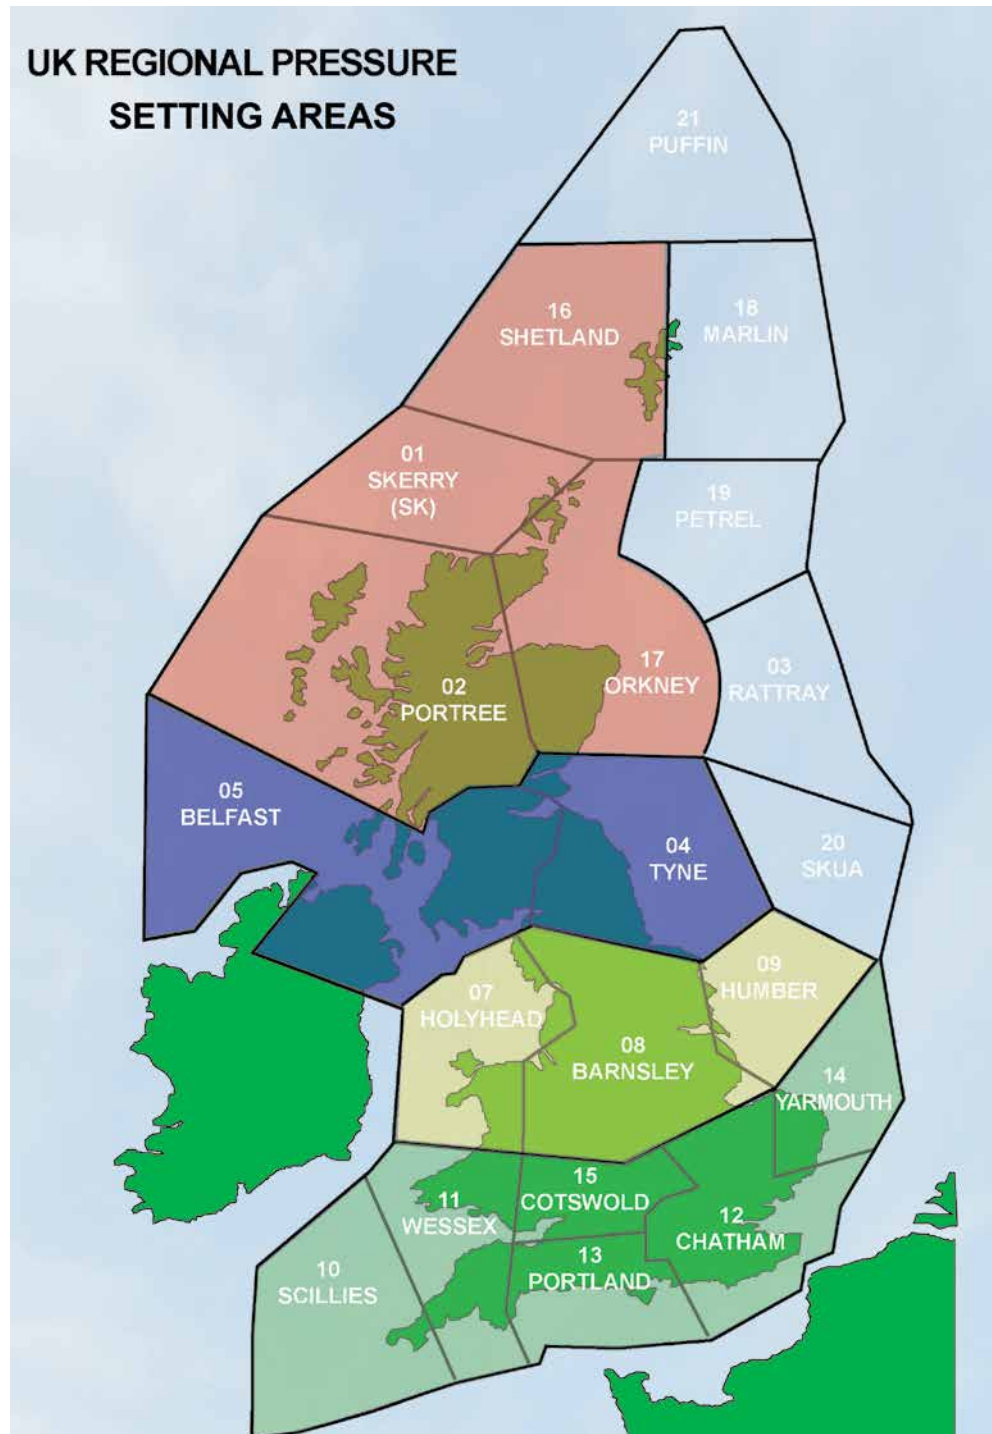 UK REGIONAL PRESSURE
SETTING AREAS
21
PUFFIN
16
SHETLAND
18
MARLIN
01
SKERRY
(SK)
19
PETREL
17
ORKNEY
03
RATTRAY
02
PORTREE
05
BELFAST
04
TYNE
20
SKUA
07
HOLYHEAD
09
HUMBER
08
BARNSLEY
14
YARMOUTH
11
WESSEX
15
COTSWOLD
12
CHATHAM
10
SCILLIES
13
PORTLAND